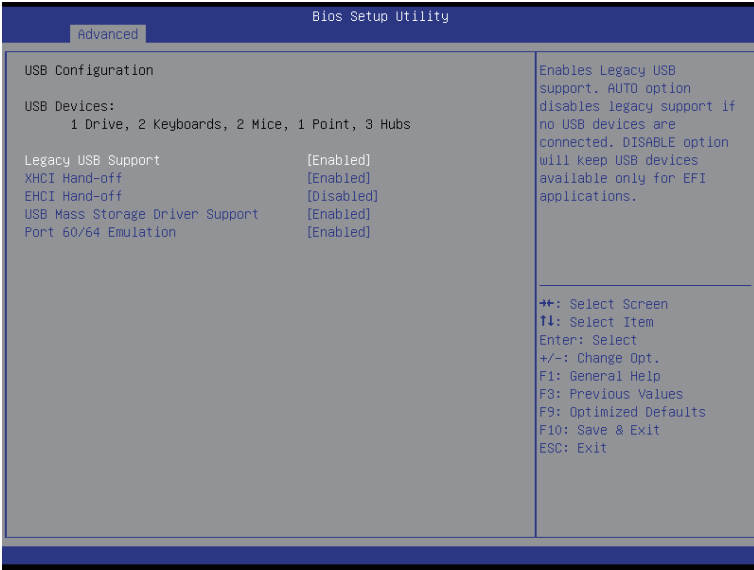 Bios Setup Utility
Advanced
USB Configuration
USB Devices:
1 Drive, 2 Keyboards, 2 Mice, 1 Point, 3 Hubs
Legacy USB Support [Enabled]
XHCI Hand-off [Enabled]
EHCI Hand-off [Disabled]
USB Mass Storage Driver Support [Enabled]
Port 60/64 Emulation [Enabled]
Enables Legacy USB
support. AUTO option
disables legacy support if
no USB devices are
connected. DISABLE option
will keep USB devices
available only for EFI
applications.
→←: Select Screen
↑↓: Select Item
Enter: Select
+/-: Change Opt.
F1: General Help
F3: Previous Values
F9: Optimized Defaults
F10: Save & Exit
ESC: Exit